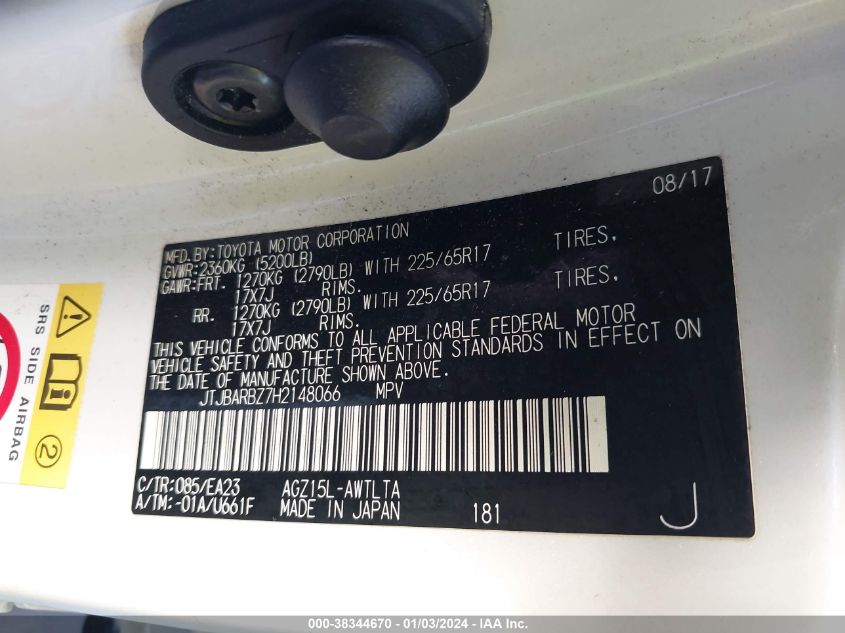 08/17
MFD.BY:TOYOTA MOTOR CORPORATION
GVWR:2360KG (5200LB)
GAWR:FRT. 1270KG (2790LB) WITH 225/65R17 TIRES,
17X7J RIMS.
RR. 1270KG (2790LB) WITH 225/65R17 TIRES,
17X7J RIMS.
THIS VEHICLE CONFORMS TO ALL APPLICABLE FEDERAL MOTOR
VEHICLE SAFETY AND THEFT PREVENTION STANDARDS IN EFFECT ON
THE DATE OF MANUFACTURE SHOWN ABOVE.
JTJBARBZ7H2148066 MPV
C/TR:085/EA23 AGZ15L-AWTLTA
A/TM:-01A/U661F MADE IN JAPAN 181 J
SRS SIDE AIRBAG
2
000-38344670 - 01/03/2024 - IAA Inc.